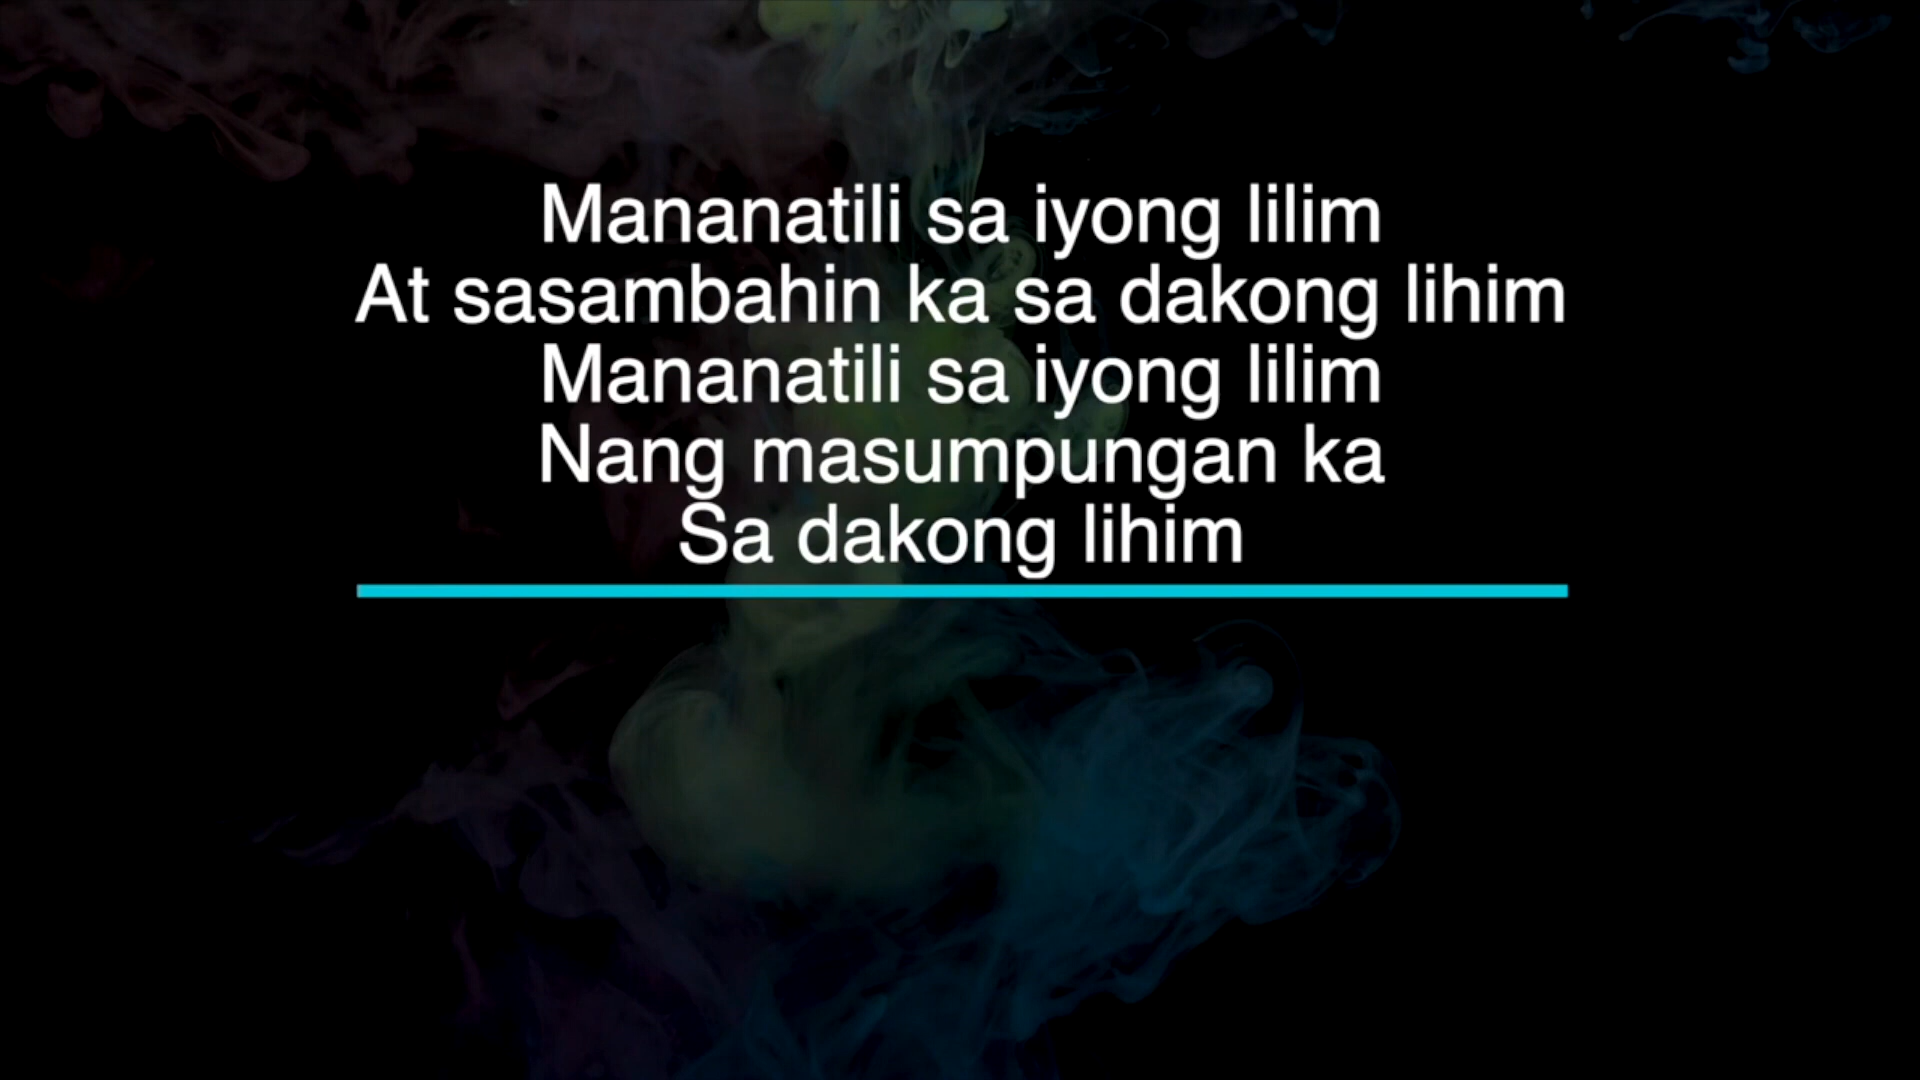 Mananatili sa iyong lilim
At sasambahin ka sa dakong lihim
Mananatili sa iyong lilim
Nang masumpungan ka
Sa dakong lihim